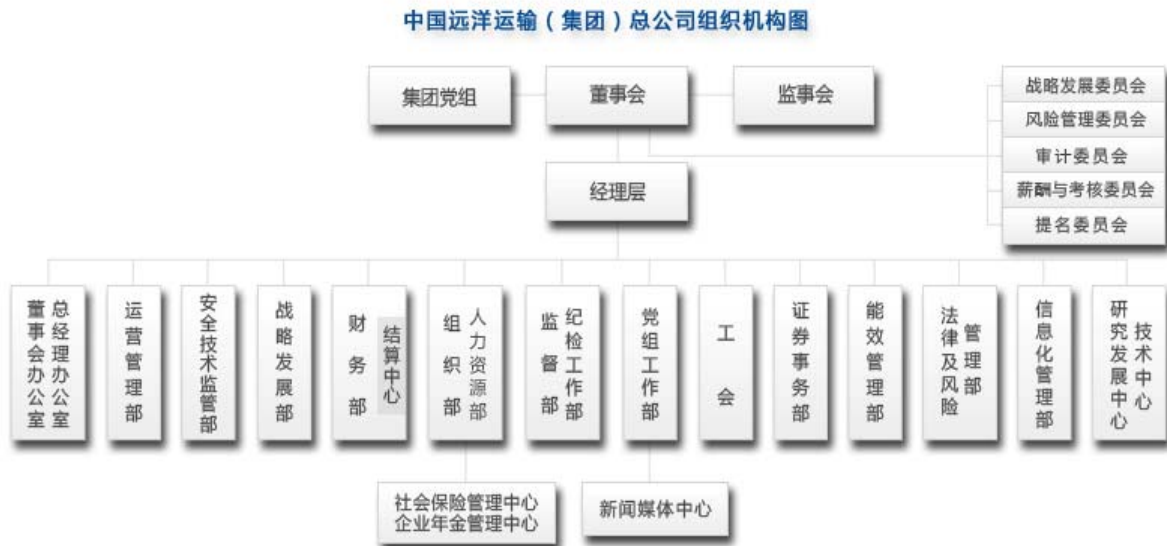 中国远洋运输（集团）总公司组织机构图
集团党组
董事会
监事会
战略发展委员会
风险管理委员会
审计委员会
薪酬与考核委员会
提名委员会
经理层
总经理办公室
董事会办公室
运营管理部
安全技术监管部
战略发展部
财务部
结算中心
组织部
人力资源部
监督部
纪检工作部
党组工作部
工会
证券事务部
能效管理部
法律及风险
管理部
信息化管理部
研究发展中心
技术中心
社会保险管理中心
企业年金管理中心
新闻媒体中心